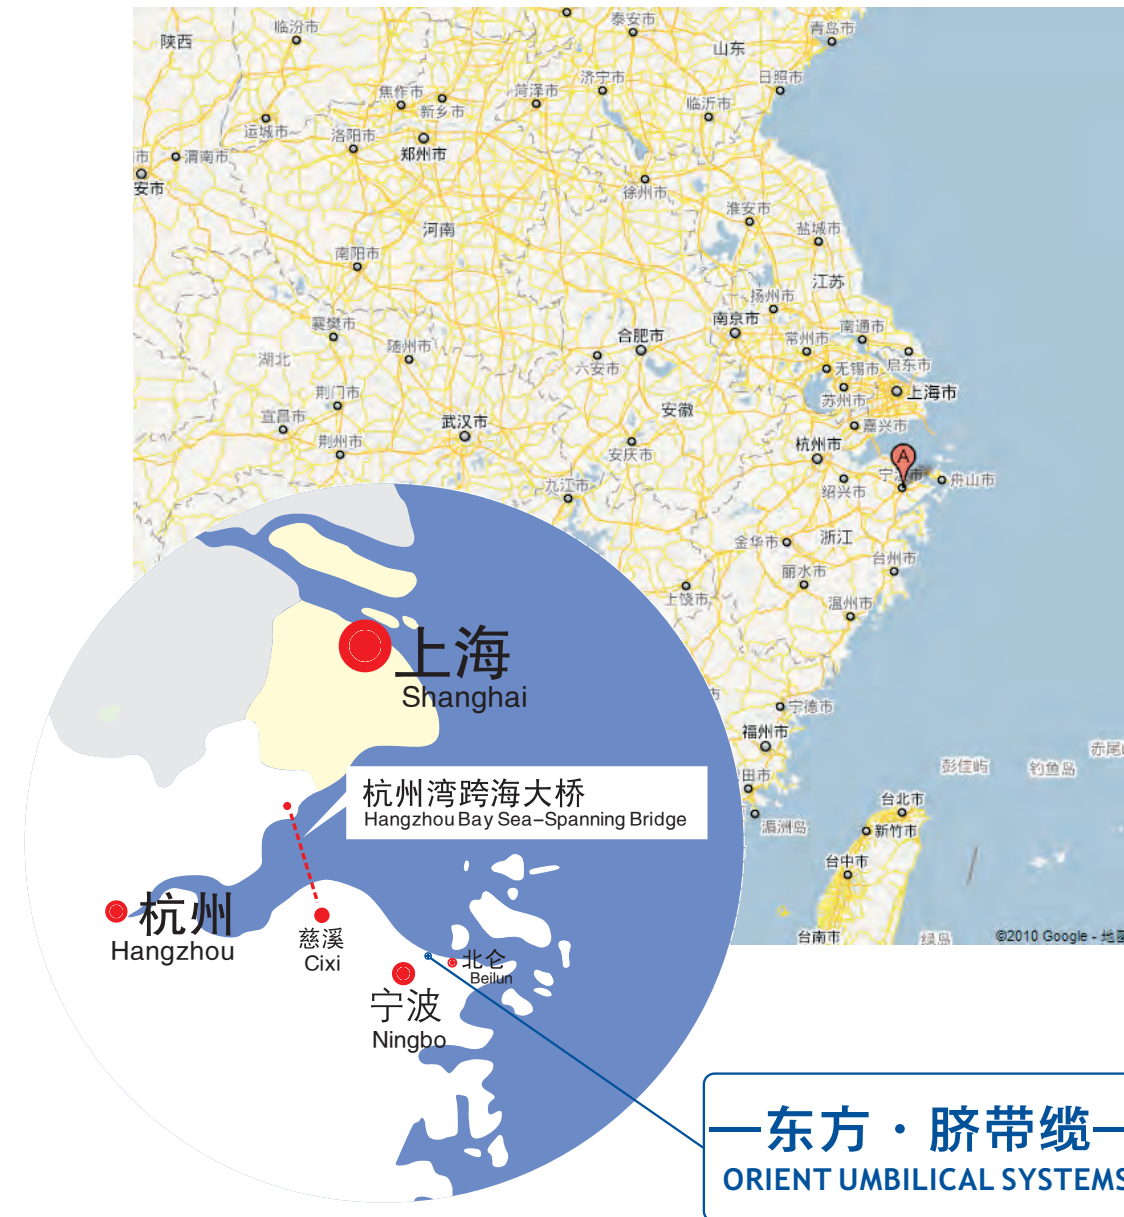 临汾市
泰安市
青岛市
陕西
山东
济宁市
日照市
焦作市
新乡市
菏泽市
临沂市
运城市
洛阳市
郑州市
市
渭南市
安市
徐州市
淮安市
盐城市
河南
南阳市
江苏
扬州市
襄樊市
南京市
南通市
合肥市
常州市
随州市
湖北
六安市
无锡市
启东市
荆门市
苏州市
上海市
宜昌市
安徽
武汉市
嘉兴市
荆州市
杭州市
安庆市
A
宁波市
舟山市
九江市
绍兴市
金华市
浙江
台州市
丽水市
上饶市
温州市
上海
Shanghai
市
宁德市
福州市
赤尾
彭佳屿
钓鱼岛
田市
杭州湾跨海大桥
Hangzhou Bay Sea-Spanning Bridge
台北市
湄洲岛
新竹市
台中市
杭州
Hangzhou
慈溪
Cixi
台南市
绿岛
©2010 Google - 地图
北仑
Beilun
宁波
Ningbo
东方·脐带缆
ORIENT UMBILICAL SYSTEMS